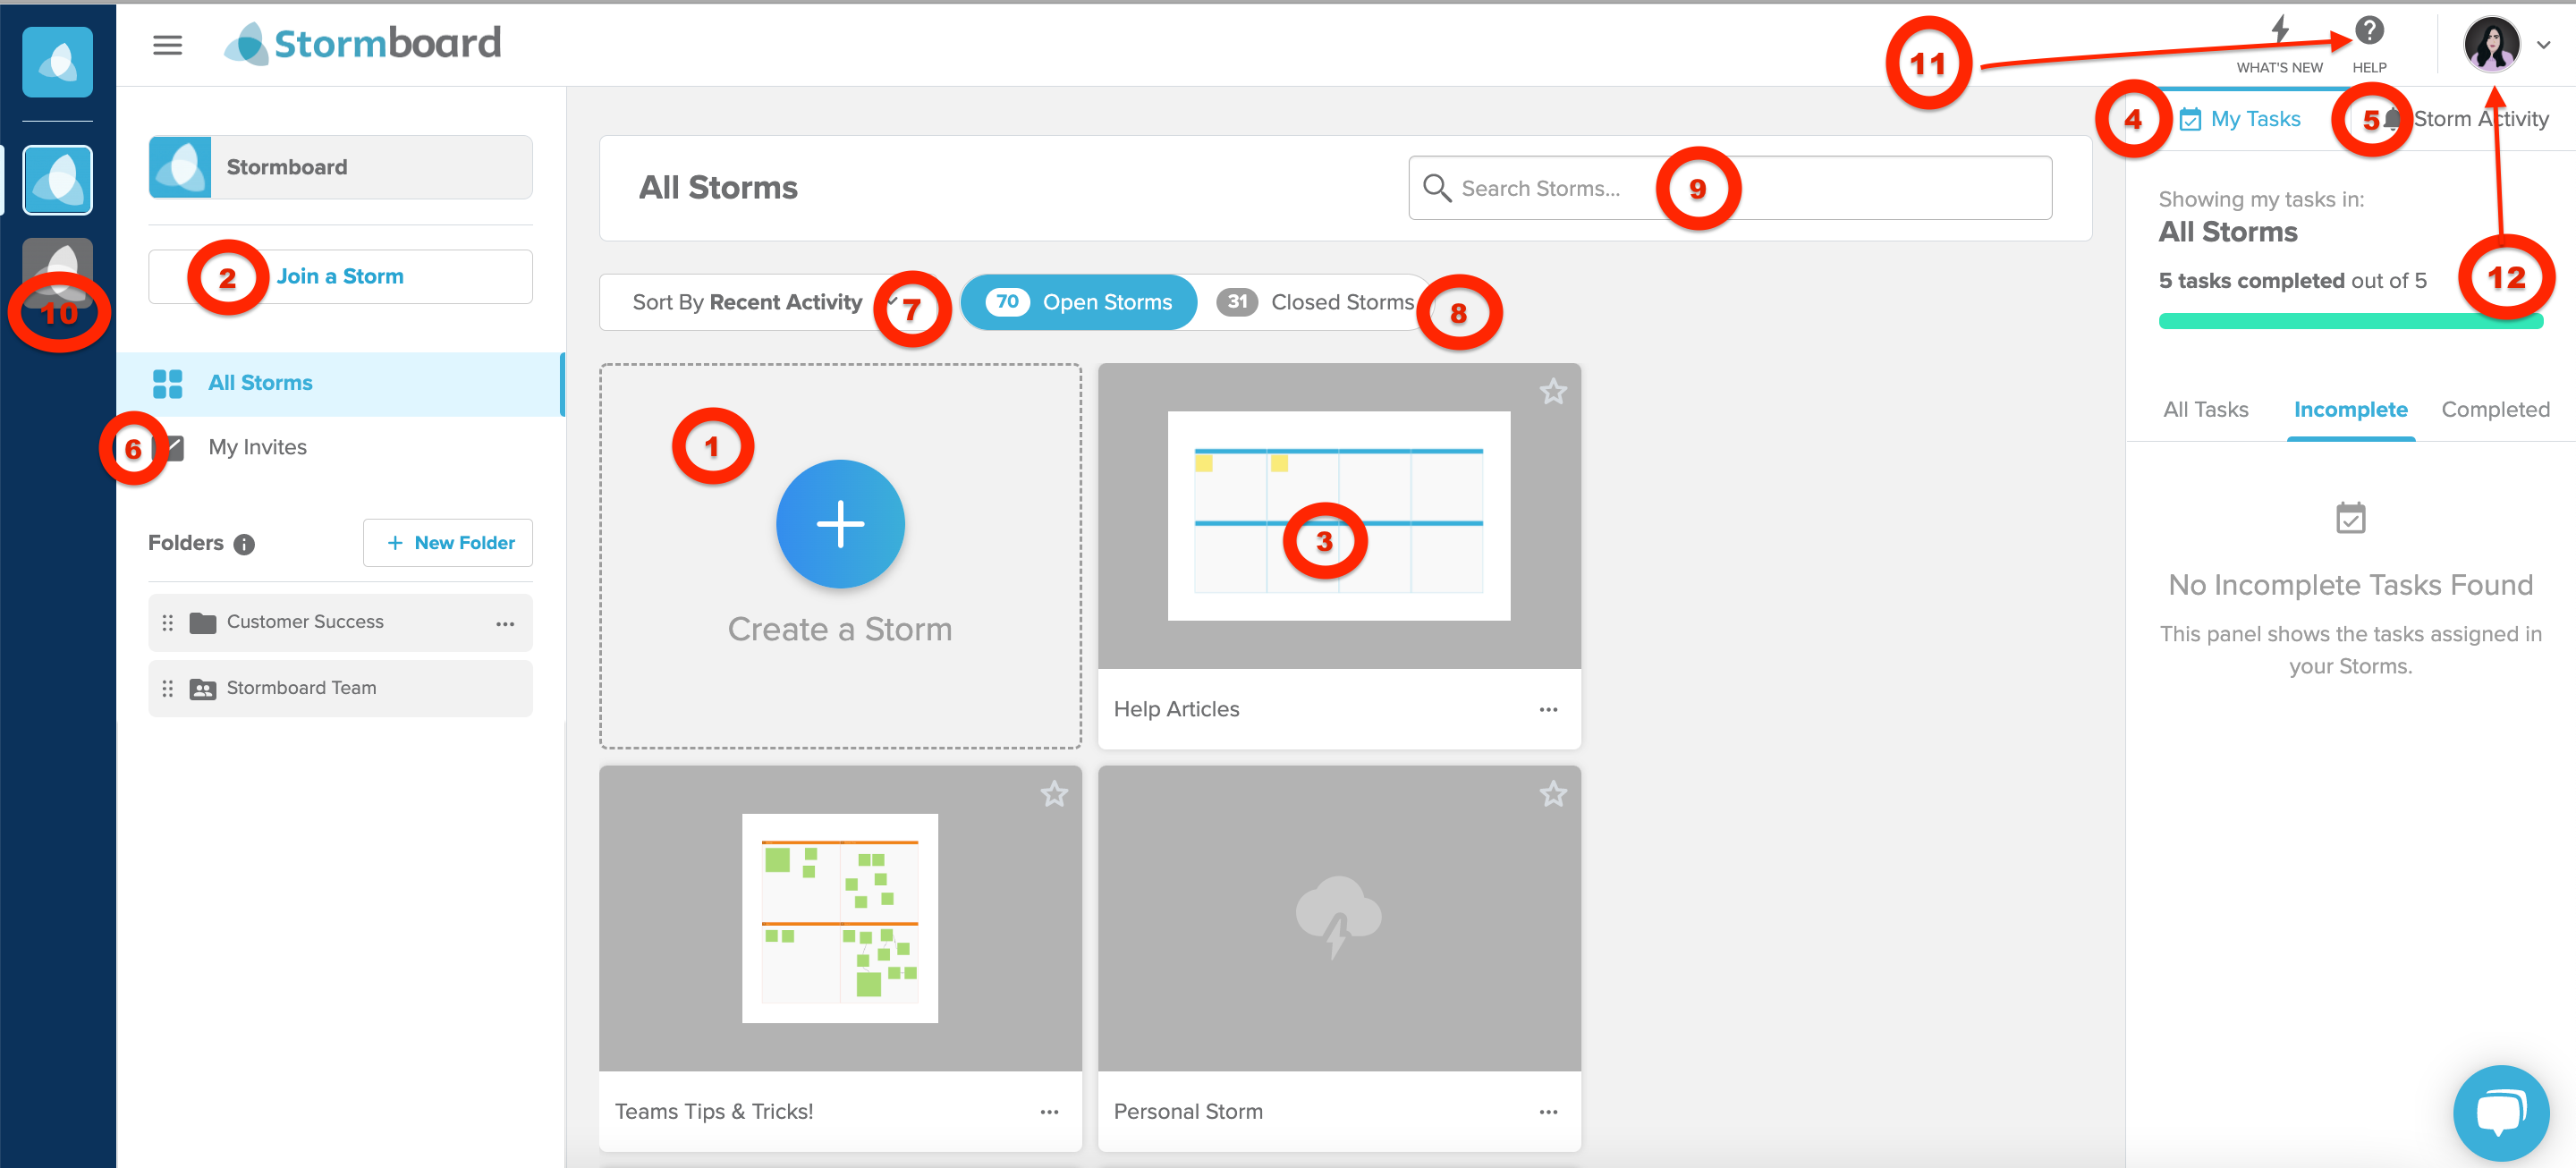 Stormboard
11
WHAT'S NEW
HELP
4
My Tasks
5
Storm Activity
Stormboard
All Storms
Search Storms...
9
Showing my tasks in:
All Storms
2
Join a Storm
10
Sort By Recent Activity
7
70 Open Storms
31 Closed Storms
8
5 tasks completed out of 5
12
All Storms
6
My Invites
1
Create a Storm
3
Help Articles
All Tasks
Incomplete
Completed
Folders
+ New Folder
Customer Success
Stormboard Team
No Incomplete Tasks Found
This panel shows the tasks assigned in
your Storms.
Teams Tips & Tricks!
Personal Storm